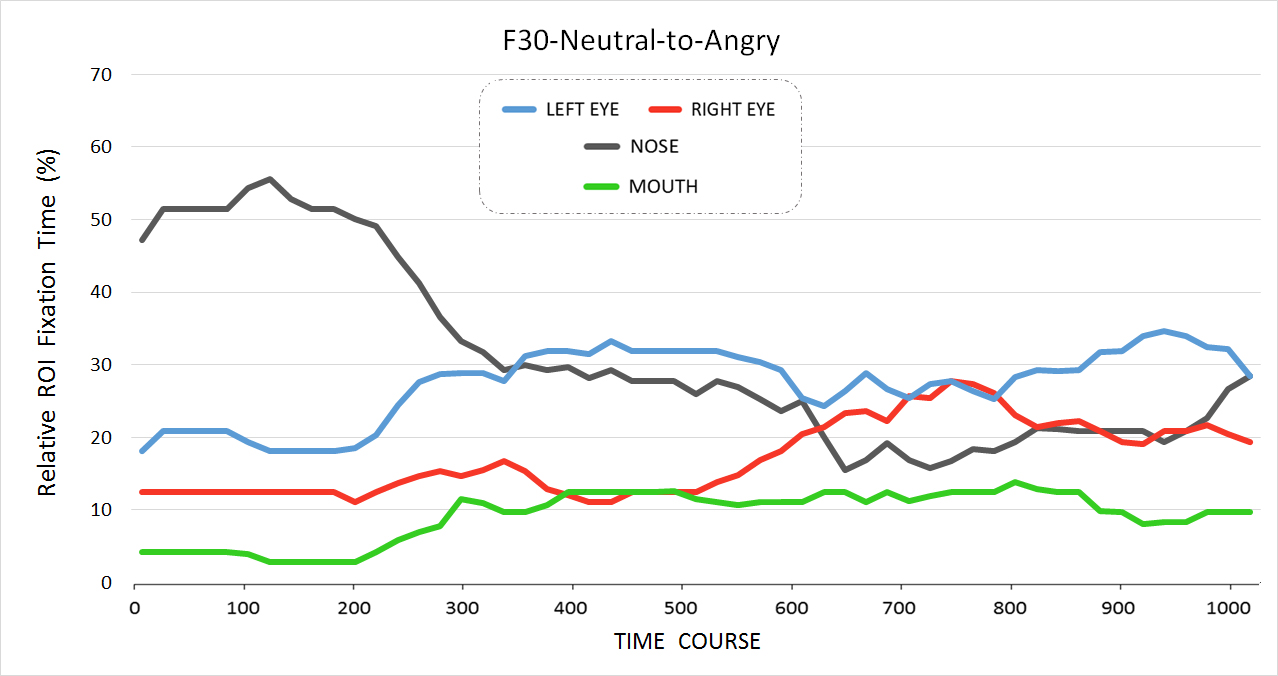 F30-Neutral-to-Angry
LEFT EYE RIGHT EYE
NOSE
MOUTH
Relative ROI Fixation Time (%)
70
60
50
40
30
20
10
0
0 100 200 300 400 500 600 700 800 900 1000
TIME COURSE